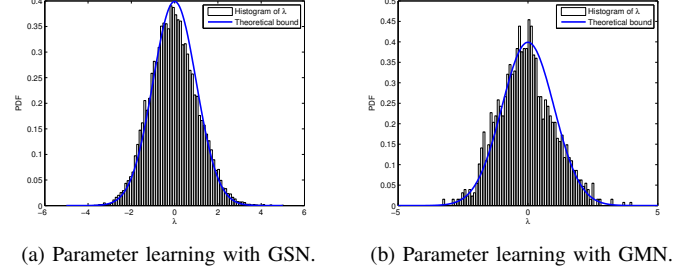 Histogram of λ
Theoretical bound
PDF
0.4
0.35
0.3
0.25
0.2
0.15
0.1
0.05
0
−6 −4 −2 0 2 4 6
λ
Histogram of λ
Theoretical bound
PDF
0.5
0.45
0.4
0.35
0.3
0.25
0.2
0.15
0.1
0.05
0
−5 0 5
λ
(a) Parameter learning with GSN.
(b) Parameter learning with GMN.